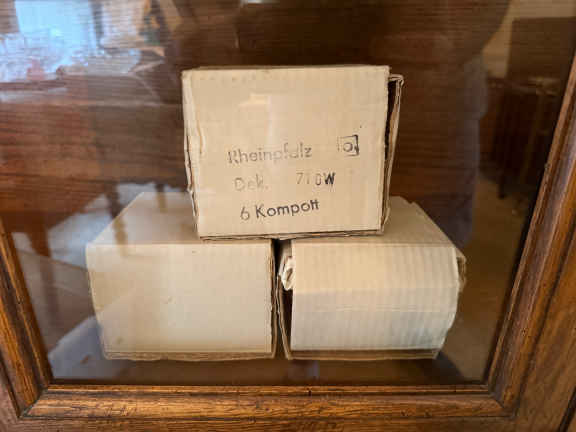 Rheinpfalz O.
Dek. 710W
6 Kompott